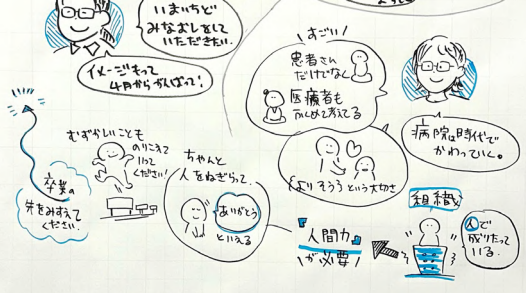 いまいちど
みなおしをして
いただきたい。
イメージもって
4月からがんばって!
すごい
患者さん
だけでなく
医療者も
ふくめて考えてる
病院は時代で
かわっていく。
むずかしいことも
のりこえて
いって
ください!
卒業の
先をみすえて
ください。
ちゃんと
人をねぎらって、
ありがとう
といえる
よりそう という大切さ
『人間力』
が必要
組織
人で
成りたって
いる。